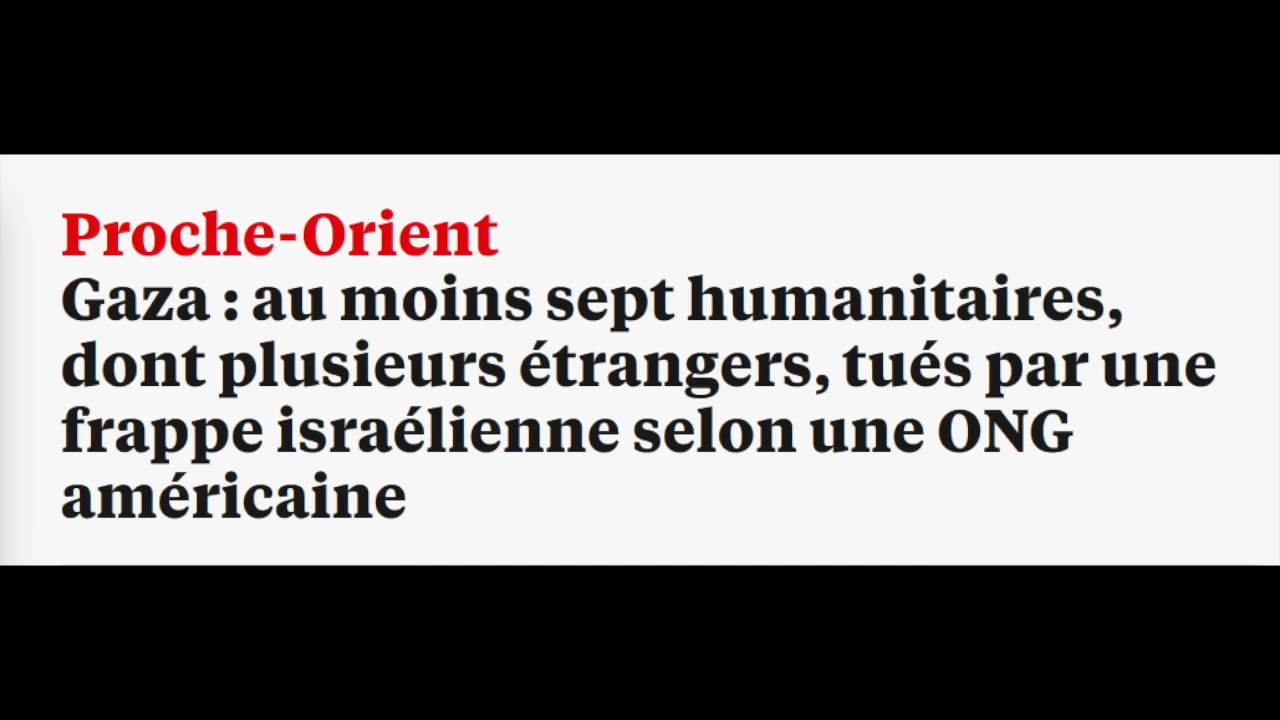 Proche-Orient
Gaza : au moins sept humanitaires,
dont plusieurs étrangers, tués par une
frappe israélienne selon une ONG
américaine